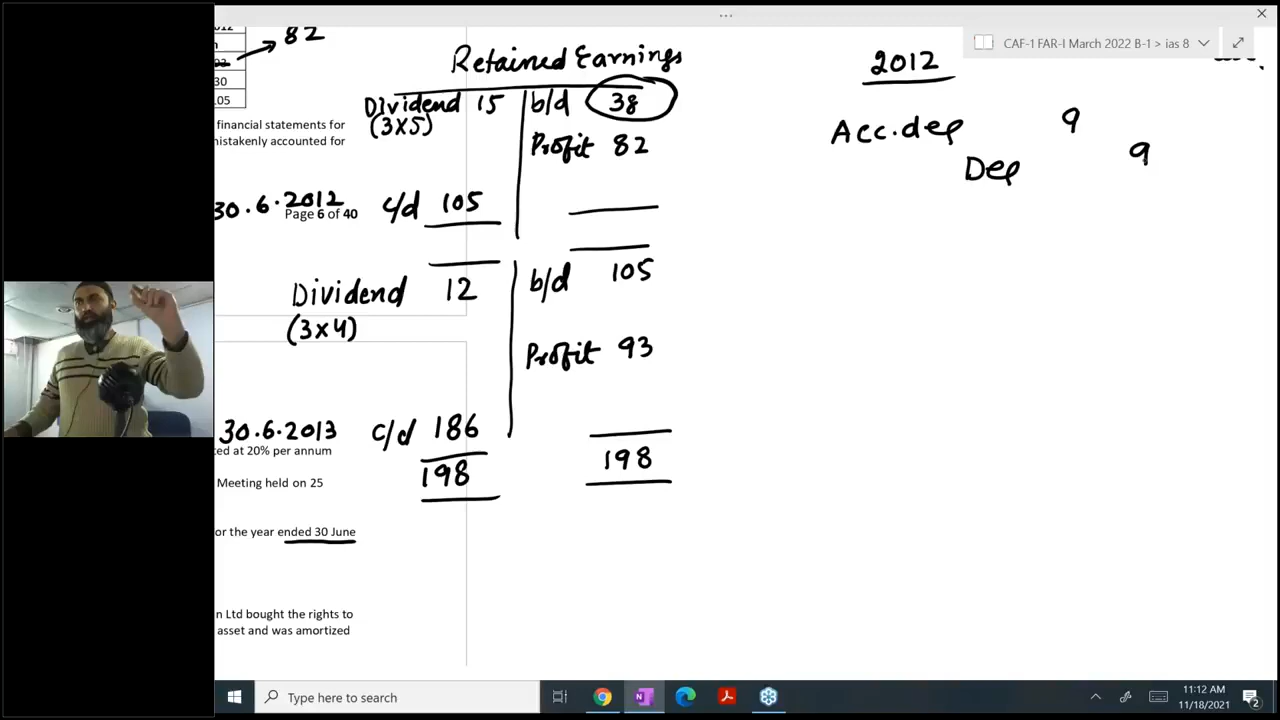 CAF-1 FAR-I March 2022 B-1 > ias 8
82
30
.05
financial statements for
nistakenly accounted for
Page 6 of 40
Retained Earnings
Dividend 15 b/d 38
(3x5)
Profit 82
30.6.2012 c/d 105
Dividend 12 b/d 105
(3x4)
Profit 93
30.6.2013 c/d 186
198 198
ted at 20% per annum
Meeting held on 25
or the year ended 30 June
n Ltd bought the rights to
asset and was amortized
2012
Acc.dep 9
Dep 9
Type here to search
11:12 AM
11/18/2021
2